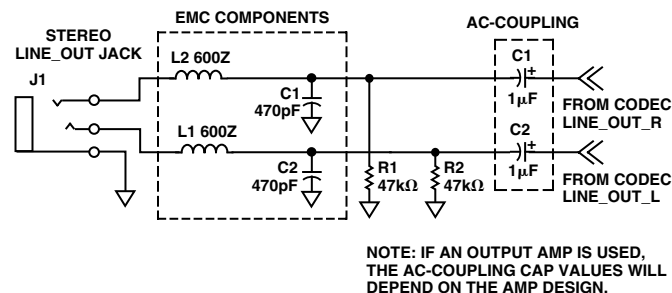 EMC COMPONENTS
AC-COUPLING
STEREO
LINE_OUT JACK
J1
L2 600Z
C1
470pF
C1
+
1µF
FROM CODEC
LINE_OUT_R
L1 600Z
C2
470pF
R1
47kΩ
R2
47kΩ
C2
+
1µF
FROM CODEC
LINE_OUT_L
NOTE: IF AN OUTPUT AMP IS USED,
THE AC-COUPLING CAP VALUES WILL
DEPEND ON THE AMP DESIGN.